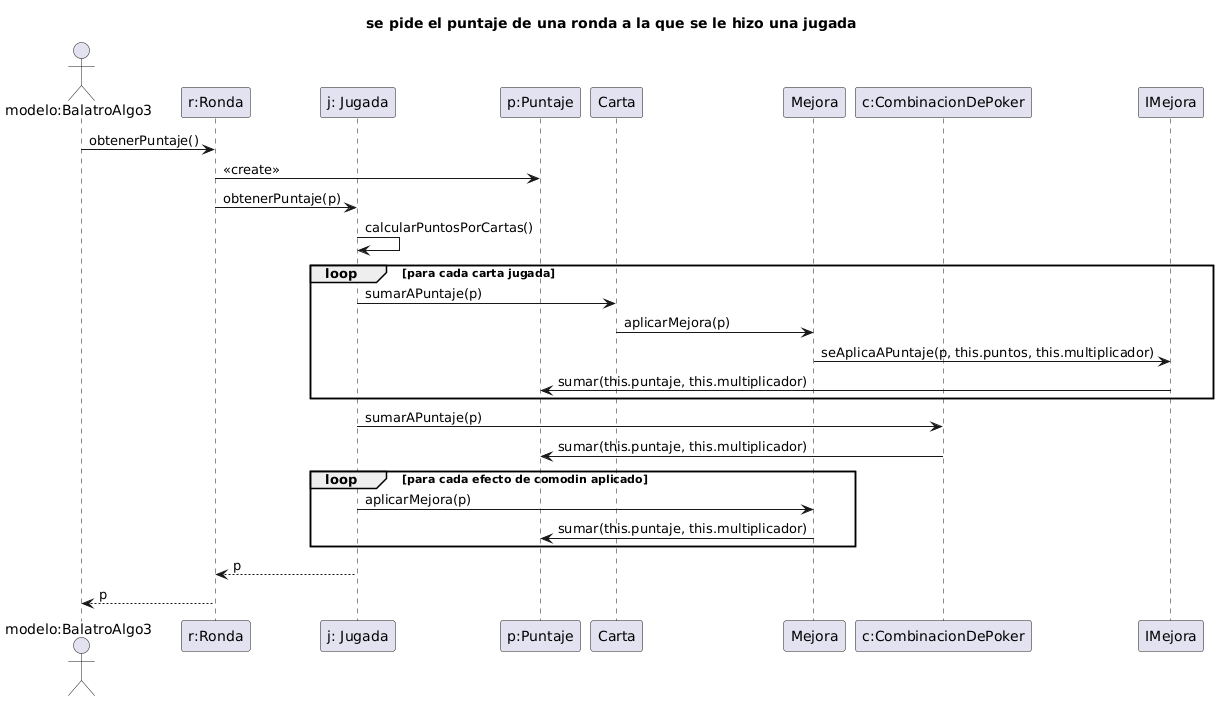 se pide el puntaje de una ronda a la que se le hizo una jugada
modelo:BalatroAlgo3
r:Ronda
j: Jugada
p:Puntaje
Carta
Mejora
c:CombinacionDePoker
IMejora
obtenerPuntaje()
«create»
obtenerPuntaje(p)
calcularPuntosPorCartas()
loop [para cada carta jugada]
sumarAPuntaje(p)
aplicarMejora(p)
seAplicaAPuntaje(p, this.puntos, this.multiplicador)
sumar(this.puntaje, this.multiplicador)
sumarAPuntaje(p)
sumar(this.puntaje, this.multiplicador)
loop [para cada efecto de comodin aplicado]
aplicarMejora(p)
sumar(this.puntaje, this.multiplicador)
p
p
modelo:BalatroAlgo3
r:Ronda
j: Jugada
p:Puntaje
Carta
Mejora
c:CombinacionDePoker
IMejora